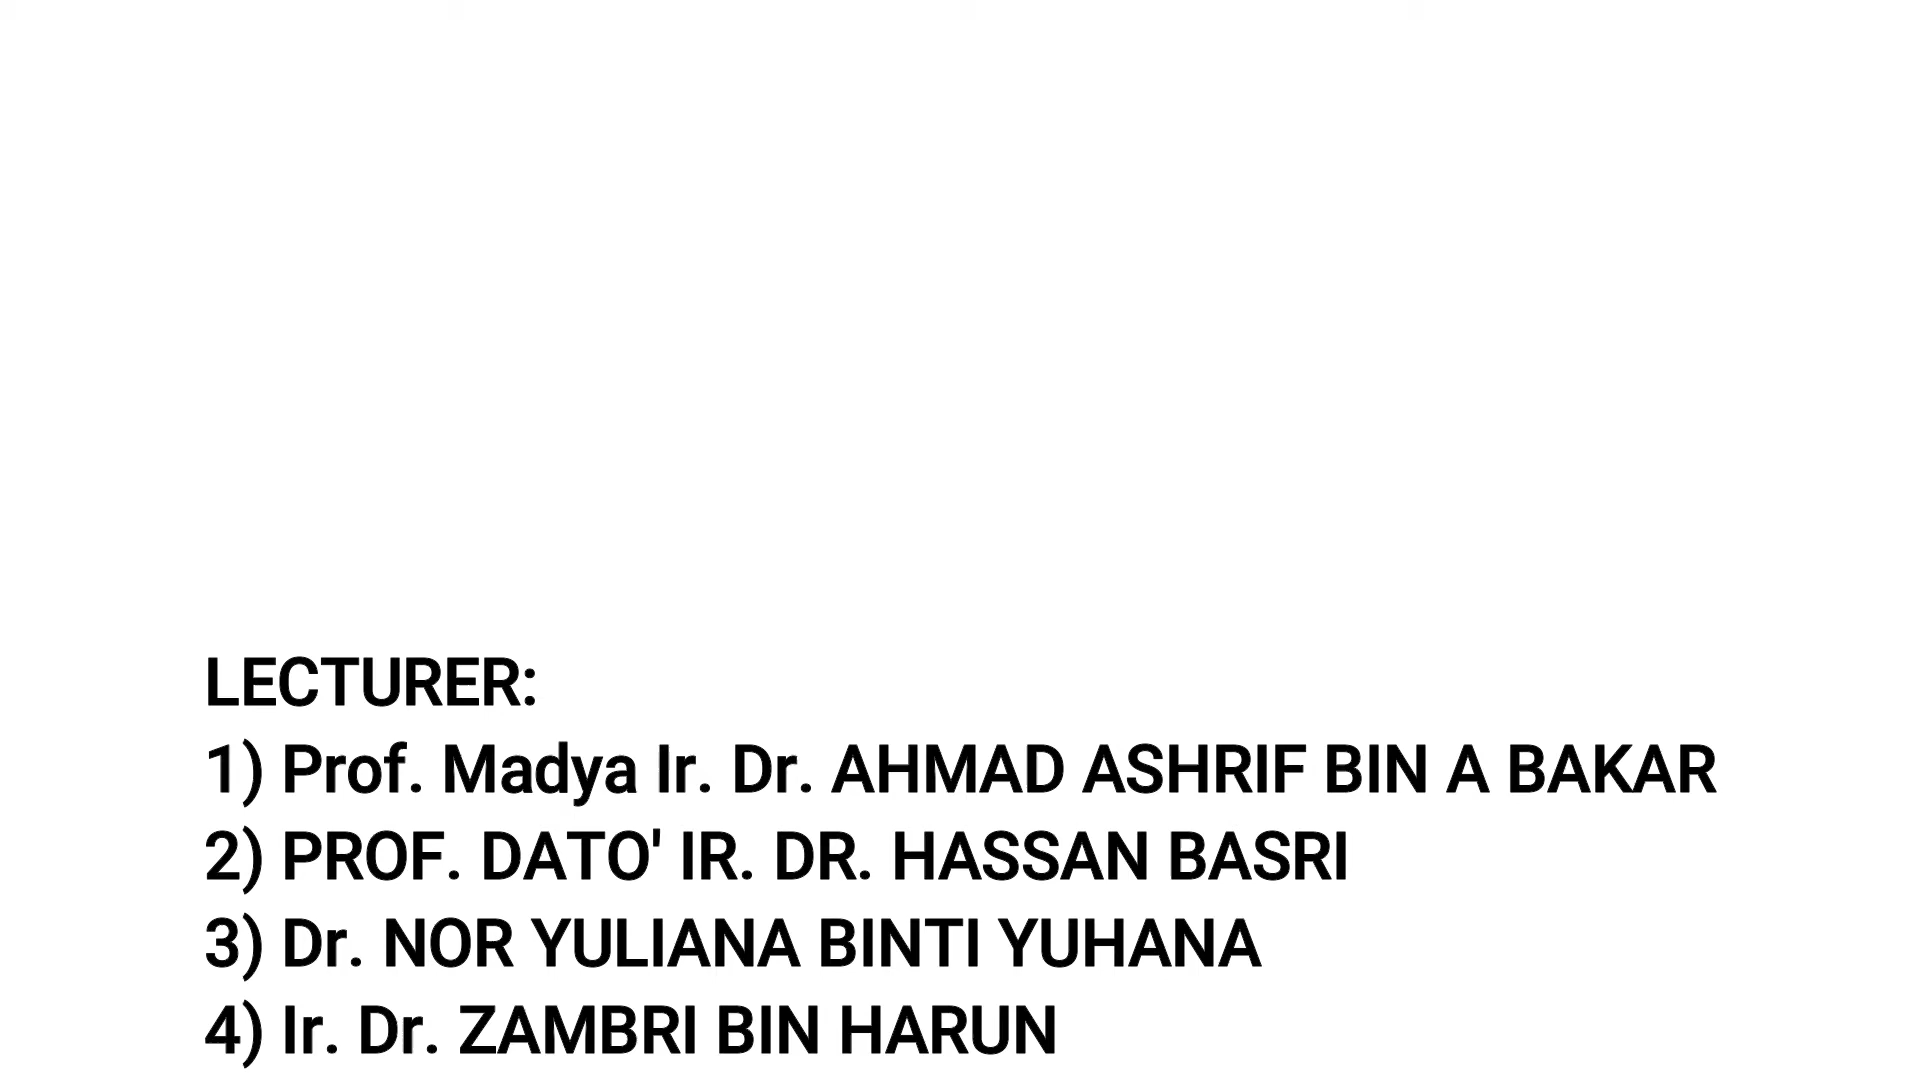 LECTURER:
1) Prof. Madya Ir. Dr. AHMAD ASHRIF BIN A BAKAR
2) PROF. DATO' IR. DR. HASSAN BASRI
3) Dr. NOR YULIANA BINTI YUHANA
4) Ir. Dr. ZAMBRI BIN HARUN